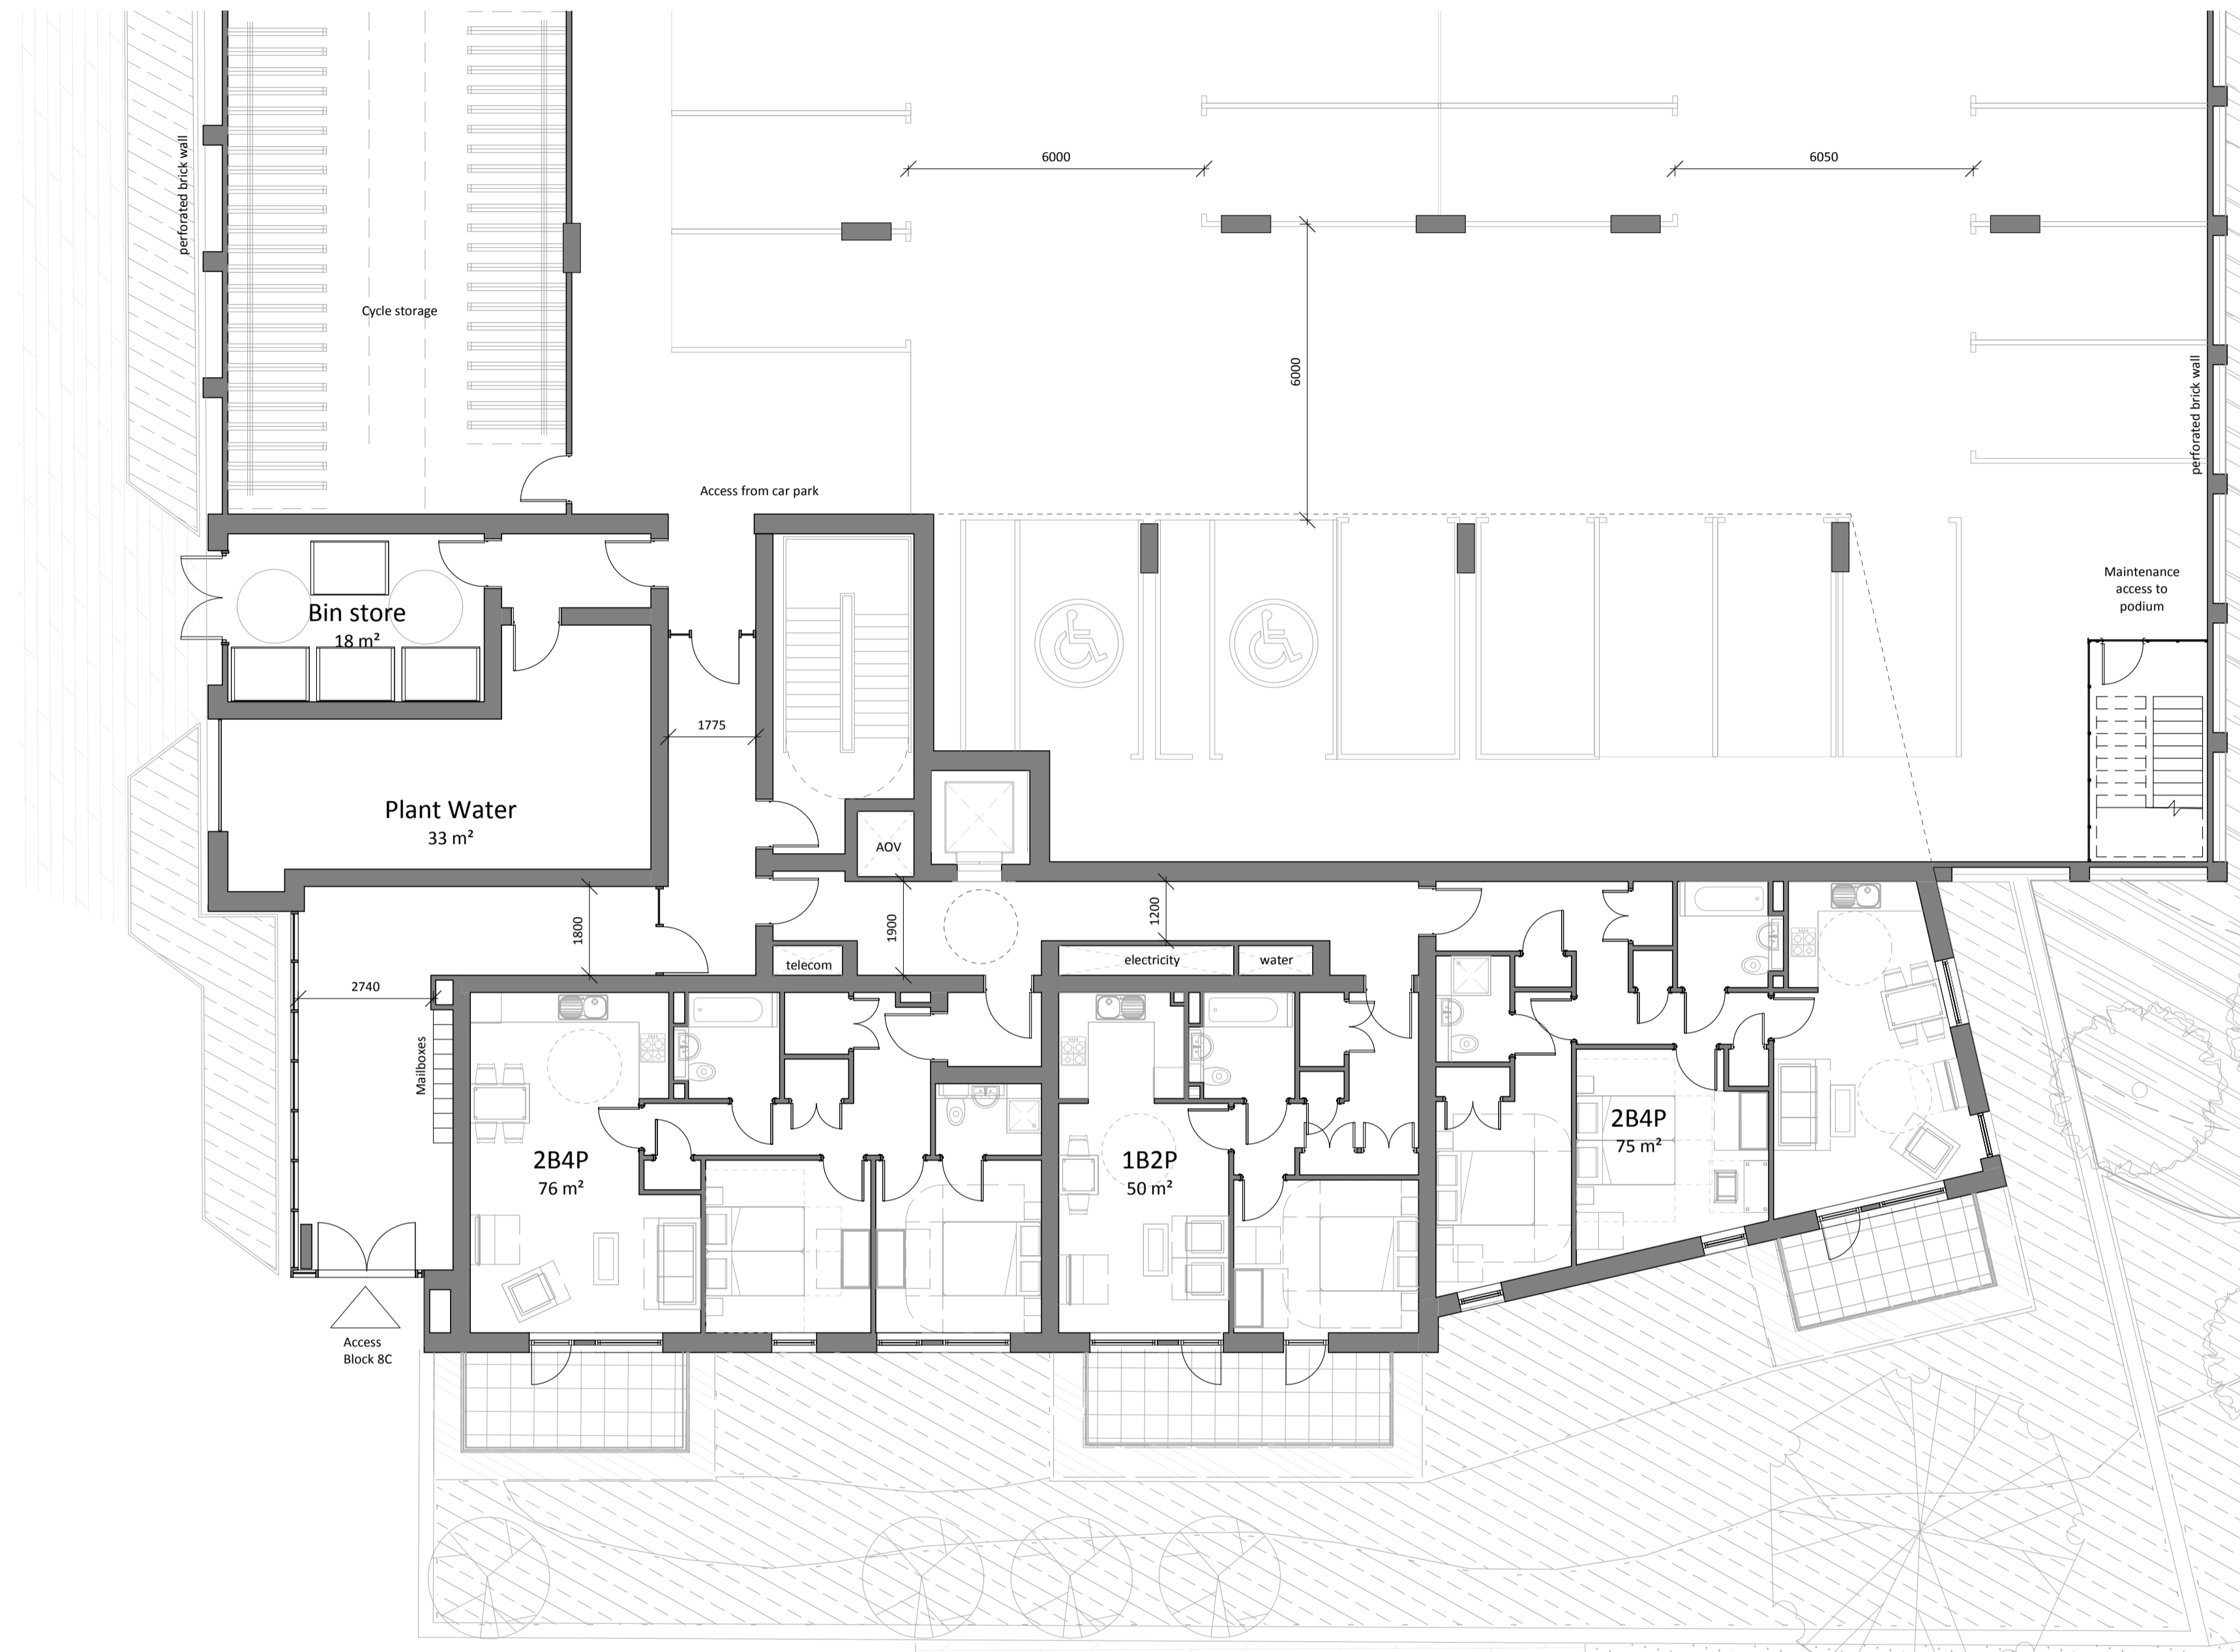 perforated brick wall
6000
6050
Cycle storage
6000
perforated brick wall
Access from car park
Maintenance
access to
podium
Bin store
18 m²
1775
Plant Water
33 m²
AOV
1800
1900
1200
telecom
electricity
water
2740
Mailboxes
2B4P
76 m²
1B2P
50 m²
2B4P
75 m²
Access
Block 8C